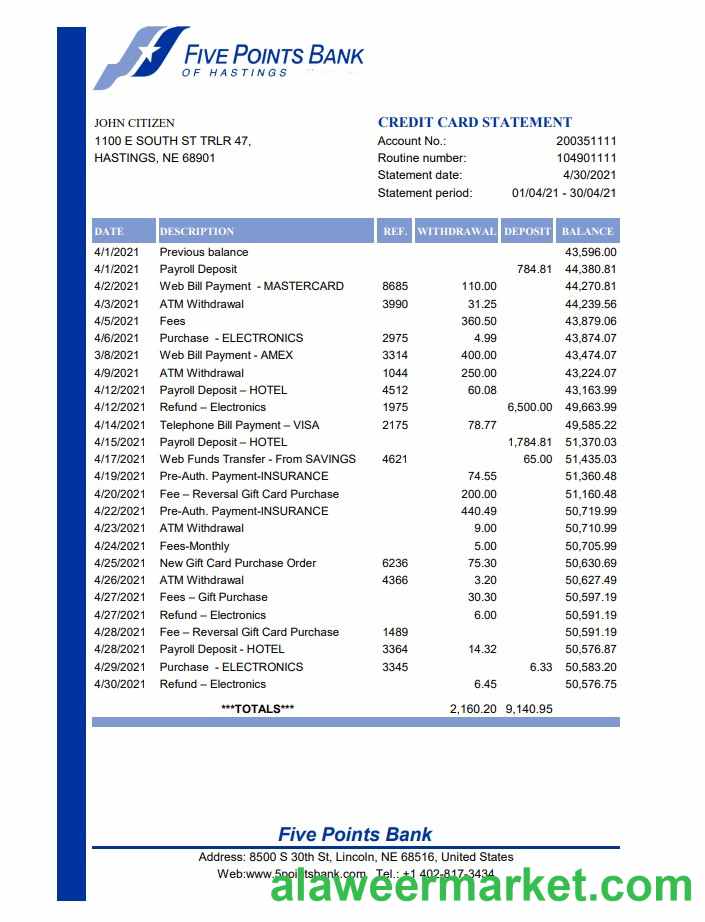 FIVE POINTS BANK
OF HASTINGS
JOHN CITIZEN
1100 E SOUTH ST TRLR 47,
HASTINGS, NE 68901
CREDIT CARD STATEMENT
Account No.: 200351111
Routine number: 104901111
Statement date: 4/30/2021
Statement period: 01/04/21 - 30/04/21
DATE DESCRIPTION REF. WITHDRAWAL DEPOSIT BALANCE
4/1/2021 Previous balance 43,596.00
4/1/2021 Payroll Deposit 784.81 44,380.81
4/2/2021 Web Bill Payment - MASTERCARD 8685 110.00 44,270.81
4/3/2021 ATM Withdrawal 3990 31.25 44,239.56
4/5/2021 Fees 360.50 43,879.06
4/6/2021 Purchase - ELECTRONICS 2975 4.99 43,874.07
3/8/2021 Web Bill Payment - AMEX 3314 400.00 43,474.07
4/9/2021 ATM Withdrawal 1044 250.00 43,224.07
4/12/2021 Payroll Deposit – HOTEL 4512 60.08 43,163.99
4/12/2021 Refund – Electronics 1975 6,500.00 49,663.99
4/14/2021 Telephone Bill Payment – VISA 2175 78.77 49,585.22
4/15/2021 Payroll Deposit – HOTEL 1,784.81 51,370.03
4/17/2021 Web Funds Transfer - From SAVINGS 4621 65.00 51,435.03
4/19/2021 Pre-Auth. Payment-INSURANCE 74.55 51,360.48
4/20/2021 Fee – Reversal Gift Card Purchase 200.00 51,160.48
4/22/2021 Pre-Auth. Payment-INSURANCE 440.49 50,719.99
4/23/2021 ATM Withdrawal 9.00 50,710.99
4/24/2021 Fees-Monthly 5.00 50,705.99
4/25/2021 New Gift Card Purchase Order 6236 75.30 50,630.69
4/26/2021 ATM Withdrawal 4366 3.20 50,627.49
4/27/2021 Fees – Gift Purchase 30.30 50,597.19
4/27/2021 Refund – Electronics 6.00 50,591.19
4/28/2021 Fee – Reversal Gift Card Purchase 1489 50,591.19
4/28/2021 Payroll Deposit - HOTEL 3364 14.32 50,576.87
4/29/2021 Purchase - ELECTRONICS 3345 6.33 50,583.20
4/30/2021 Refund – Electronics 6.45 50,576.75
***TOTALS*** 2,160.20 9,140.95
Five Points Bank
Address: 8500 S 30th St, Lincoln, NE 68516, United States
Web:www.5pointsbank.com Tel.: +1 402-817-3434
alaweermarket.com